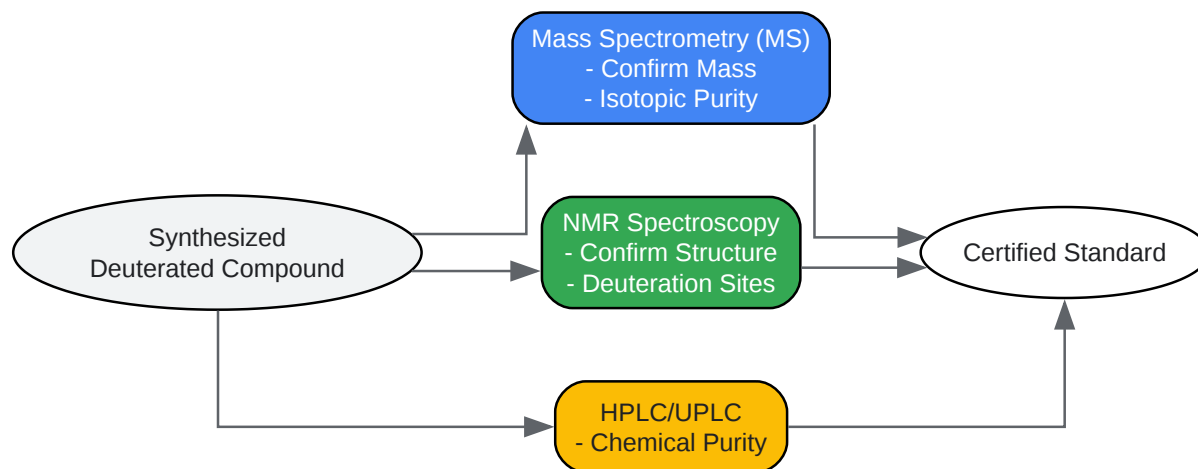 Mass Spectrometry (MS)
- Confirm Mass
- Isotopic Purity
Synthesized
Deuterated Compound
NMR Spectroscopy
- Confirm Structure
- Deuteration Sites
Certified Standard
HPLC/UPLC
- Chemical Purity